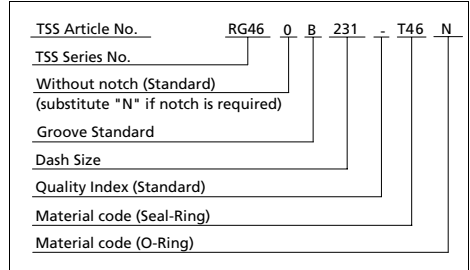 TSS Article No. RG46 0 B 231 - T46 N
TSS Series No.
Without notch (Standard)
(substitute "N" if notch is required)
Groove Standard
Dash Size
Quality Index (Standard)
Material code (Seal-Ring)
Material code (O-Ring)